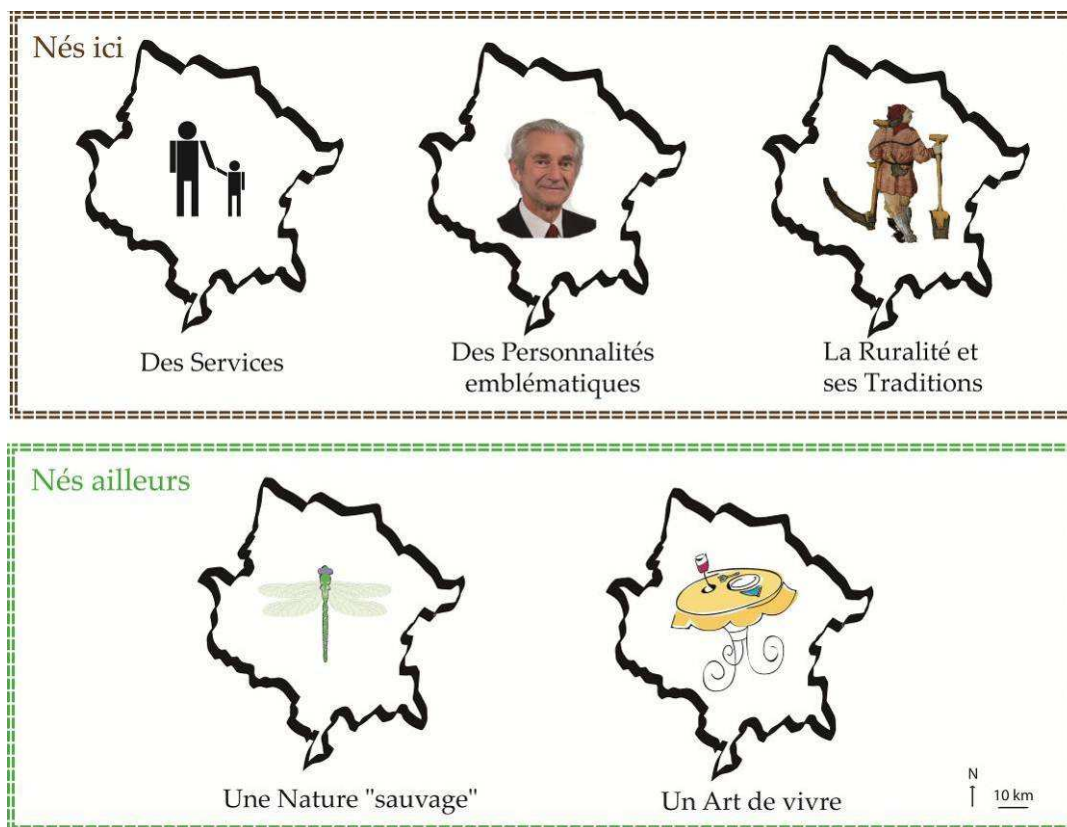 Nés ici
Des Services
Des Personnalités
emblématiques
La Ruralité et
ses Traditions
Nés ailleurs
Une Nature "sauvage"
Un Art de vivre
N
10 km